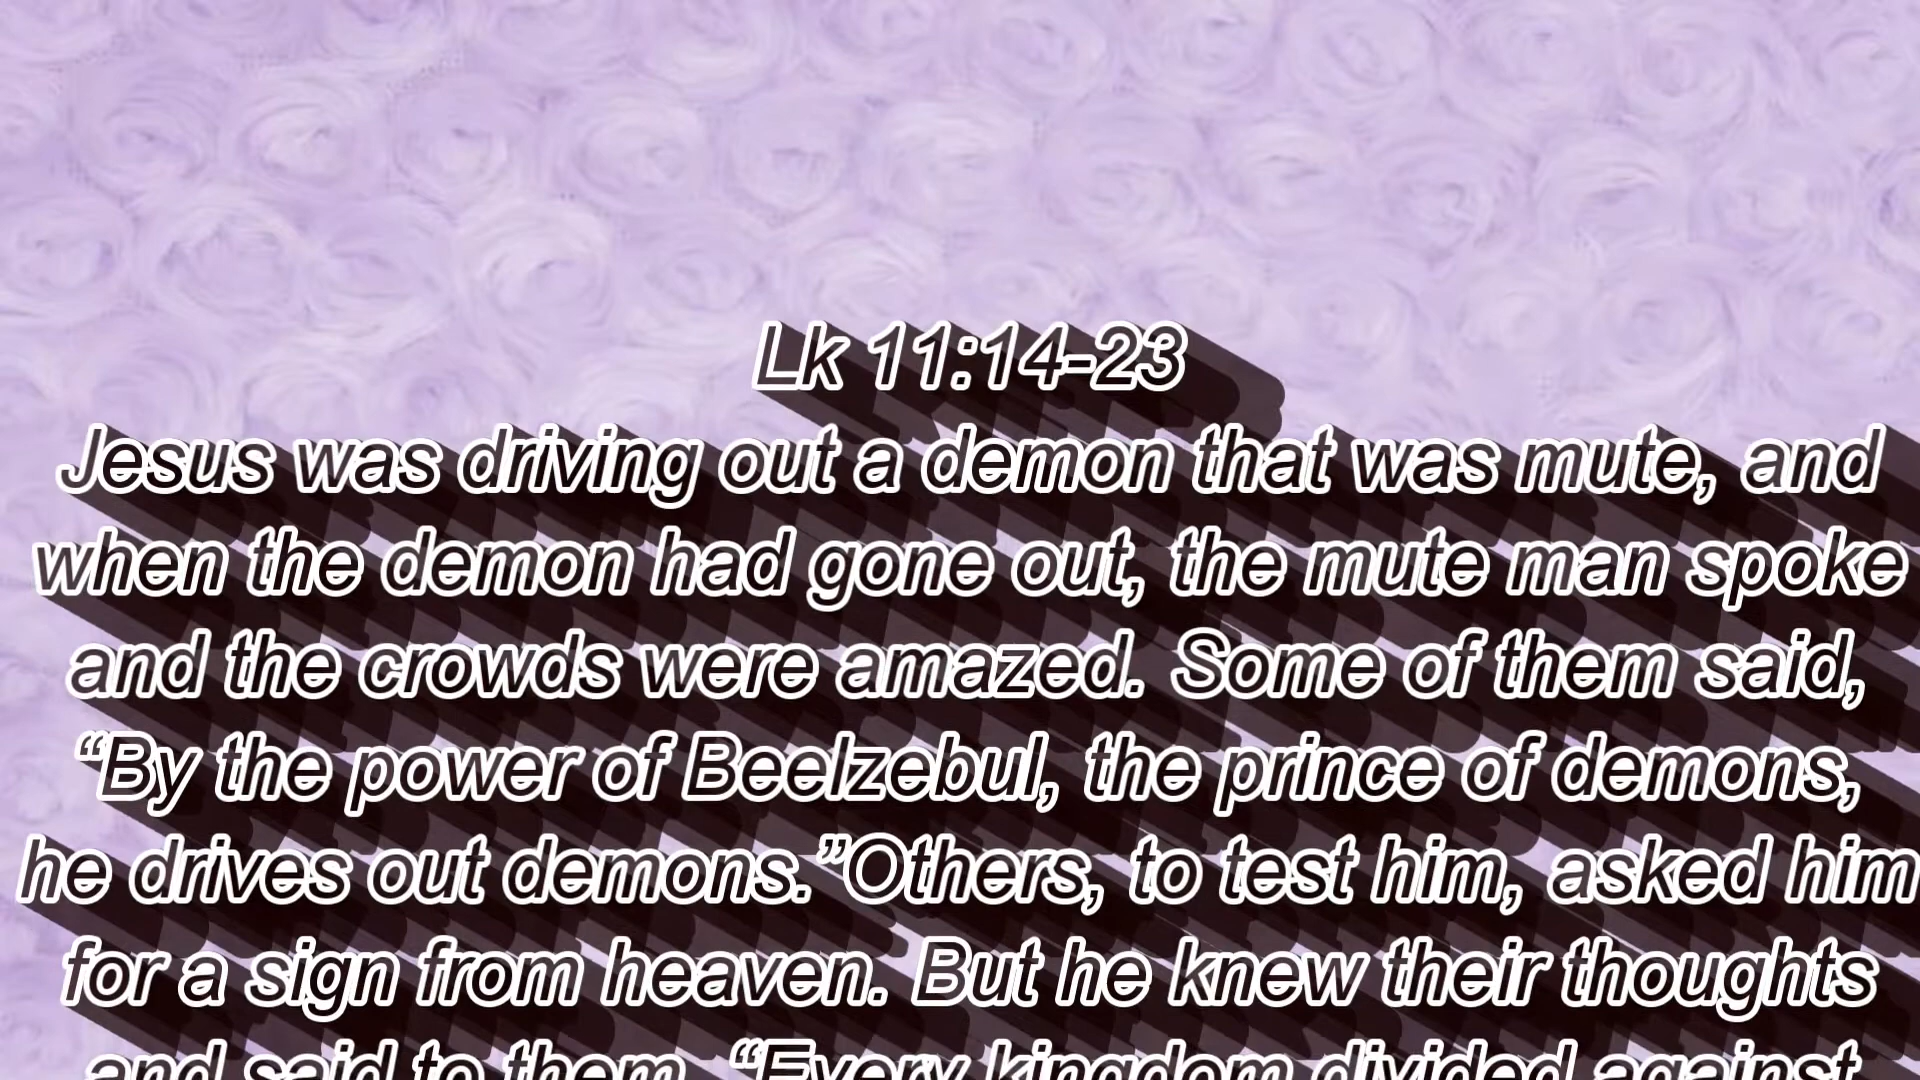 Lk 11:14-23
Jesus was driving out a demon that was mute, and
when the demon had gone out, the mute man spoke
and the crowds were amazed. Some of them said,
“By the power of Beelzebul, the prince of demons,
he drives out demons.”Others, to test him, asked him
for a sign from heaven. But he knew their thoughts
and said to them, “Every kingdom divided against